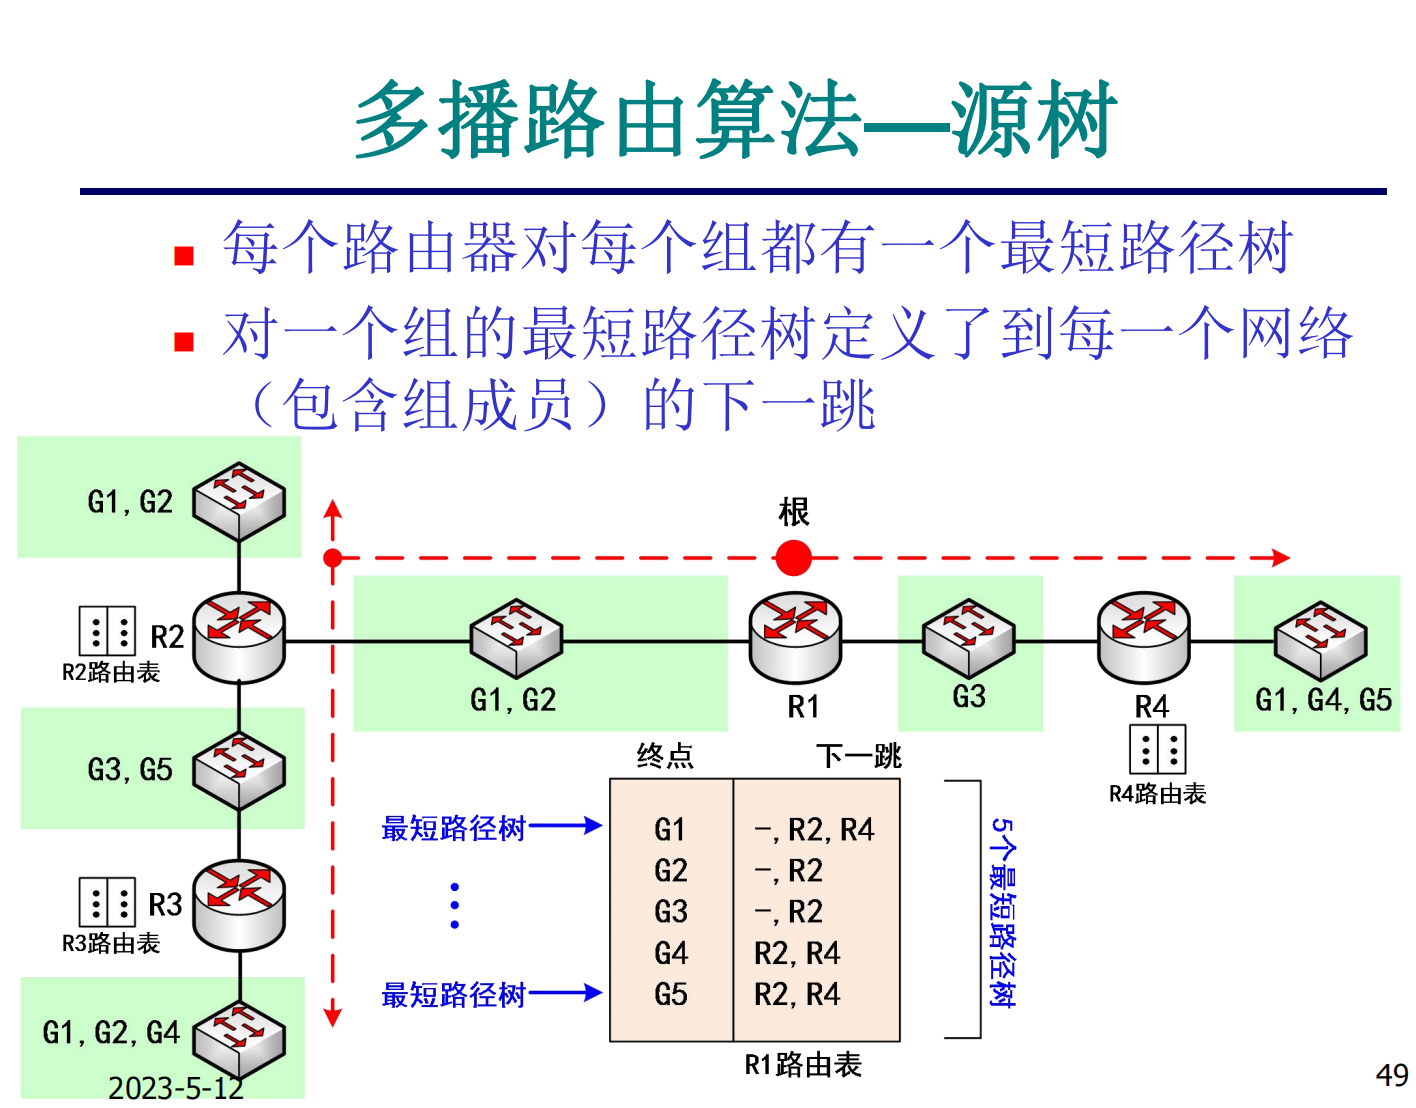 多播路由算法—源树
每个路由器对每个组都有一个最短路径树
对一个组的最短路径树定义了到每一个网络
（包含组成员）的下一跳
G1, G2
根
R2
R2路由表
G1, G2
R1
G3
R4
G1, G4, G5
R4路由表
G3, G5
R3
R3路由表
G1, G2, G4
终点 下一跳
最短路径树
G1 –, R2, R4
G2 –, R2
G3 –, R2
G4 R2, R4
最短路径树
G5 R2, R4
5个最短路径树
R1路由表
2023-5-12
49